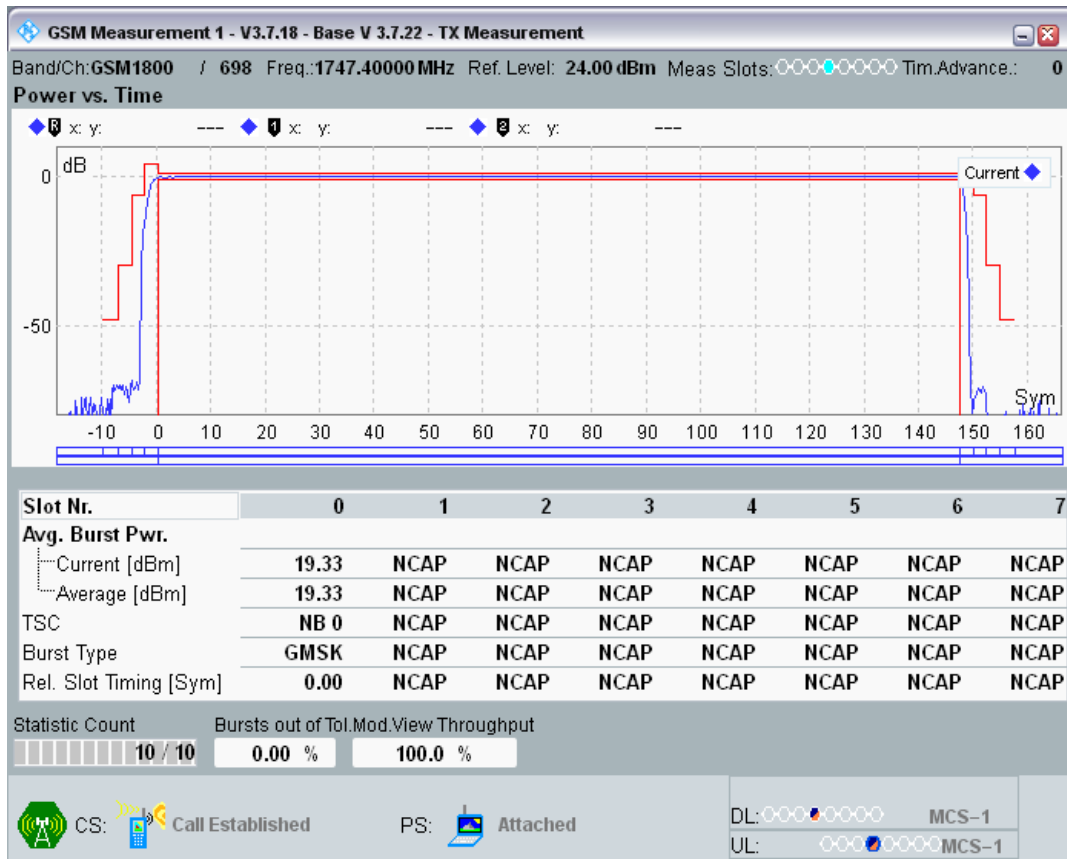 GSM Measurement 1 - V3.7.18 - Base V 3.7.22 - TX Measurement
Band/Ch:GSM1800 / 698 Freq.:1747.40000 MHz Ref. Level: 24.00 dBm Meas Slots: Tim.Advance.: 0
Power vs. Time
R x: y: --- 1 x: y: --- 2 x: y: ---
dB
Current
0
-50
Sym
-10 0 10 20 30 40 50 60 70 80 90 100 110 120 130 140 150 160
Slot Nr. 0 1 2 3 4 5 6 7
Avg. Burst Pwr.
Current [dBm] 19.33 NCAP NCAP NCAP NCAP NCAP NCAP NCAP
Average [dBm] 19.33 NCAP NCAP NCAP NCAP NCAP NCAP NCAP
TSC NB 0 NCAP NCAP NCAP NCAP NCAP NCAP NCAP
Burst Type GMSK NCAP NCAP NCAP NCAP NCAP NCAP NCAP
Rel. Slot Timing [Sym] 0.00 NCAP NCAP NCAP NCAP NCAP NCAP NCAP
Statistic Count Bursts out of Tol.Mod.View Throughput
10 / 10 0.00 % 100.0 %
CS: Call Established PS: Attached
DL: MCS-1
UL: MCS-1